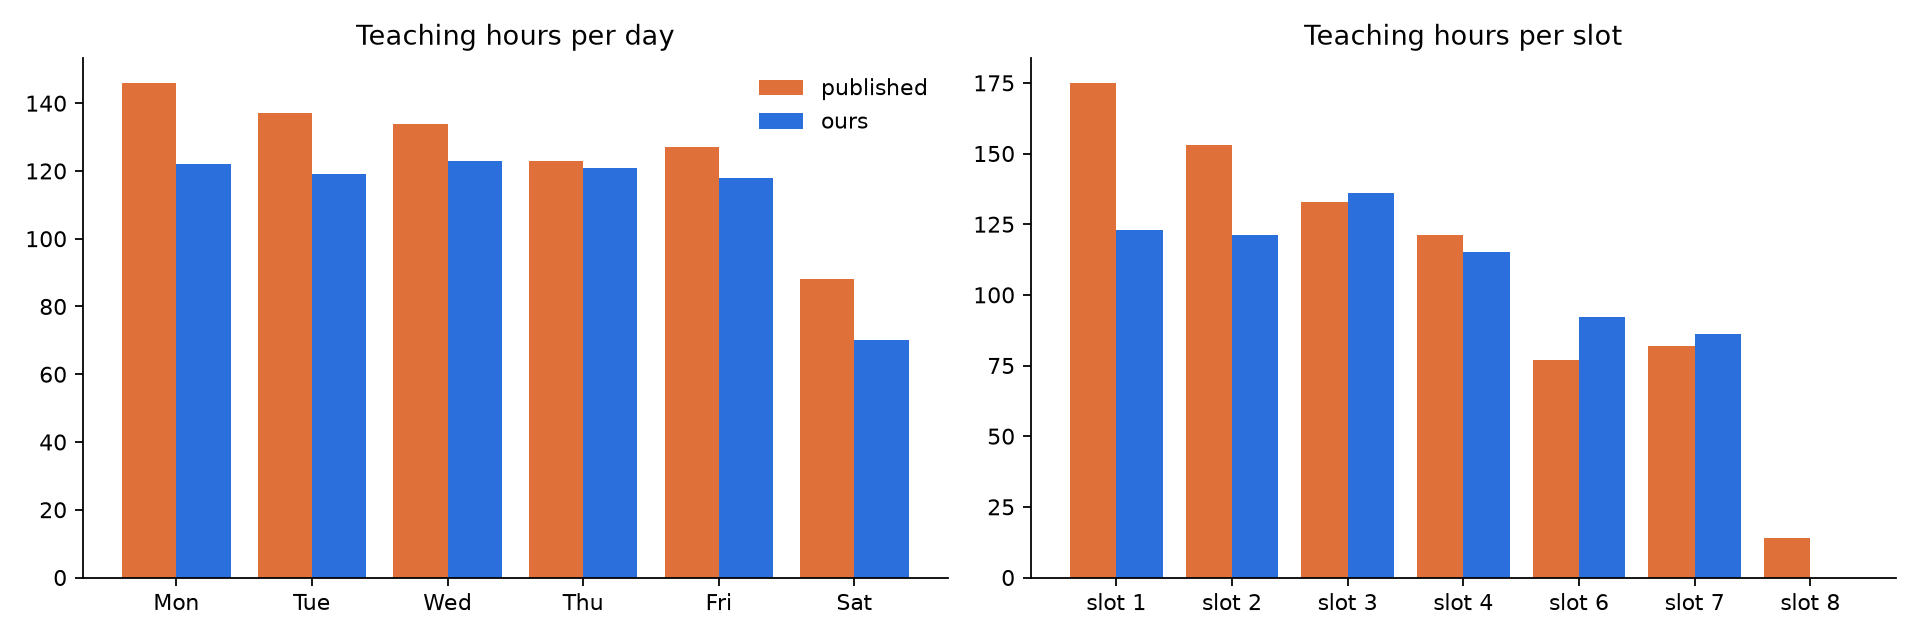 Teaching hours per day
140
120
100
80
60
40
20
0
Mon Tue Wed Thu Fri Sat
published
ours
Teaching hours per slot
175
150
125
100
75
50
25
0
slot 1 slot 2 slot 3 slot 4 slot 6 slot 7 slot 8